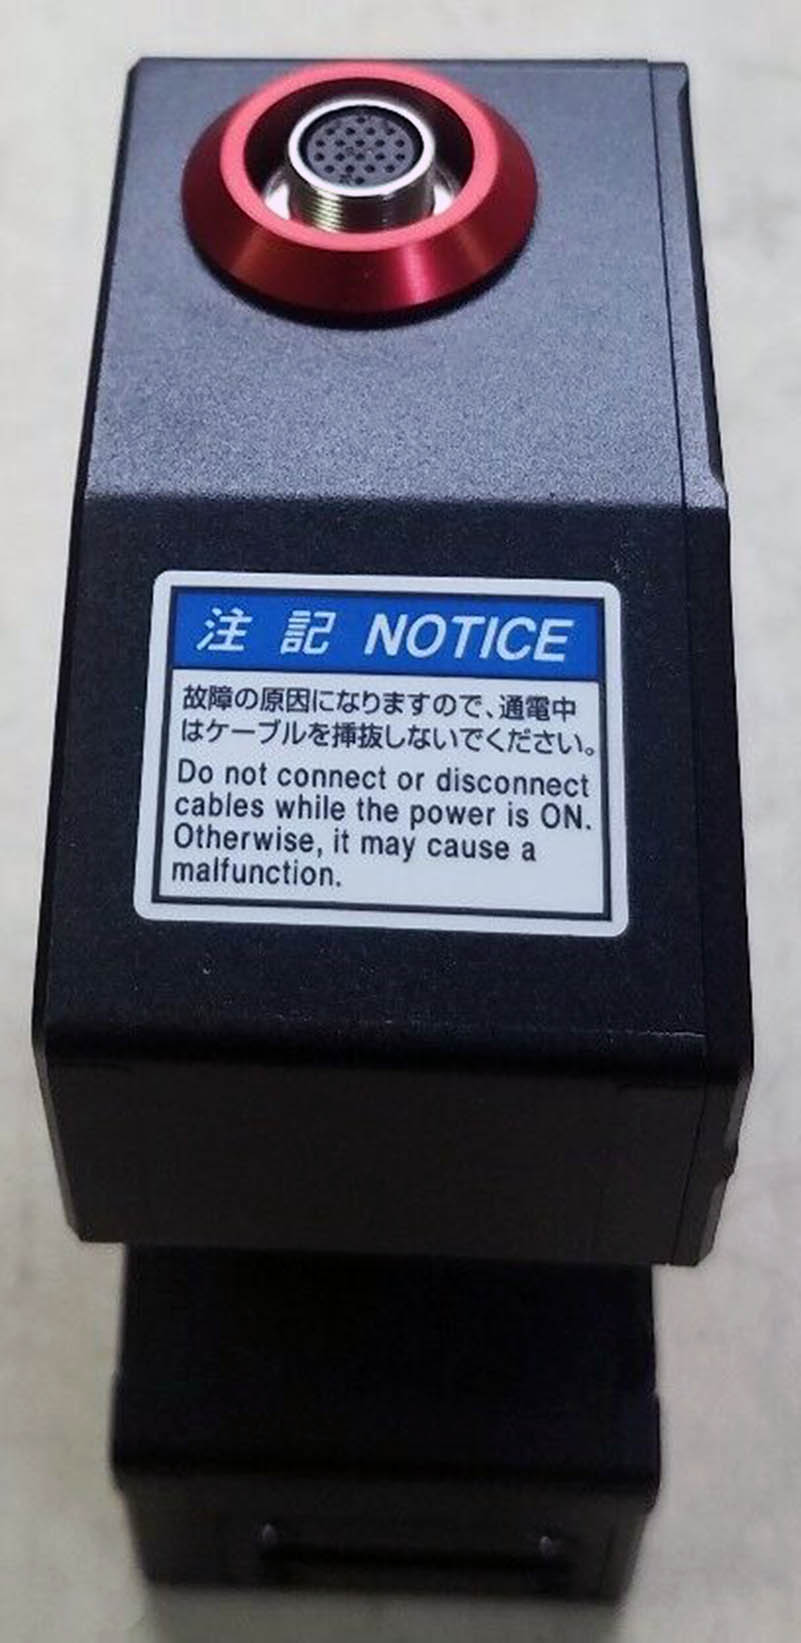 注 記 NOTICE
故障の原因になりますので、通電中
はケーブルを挿抜しないでください。
Do not connect or disconnect
cables while the power is ON.
Otherwise, it may cause a
malfunction.